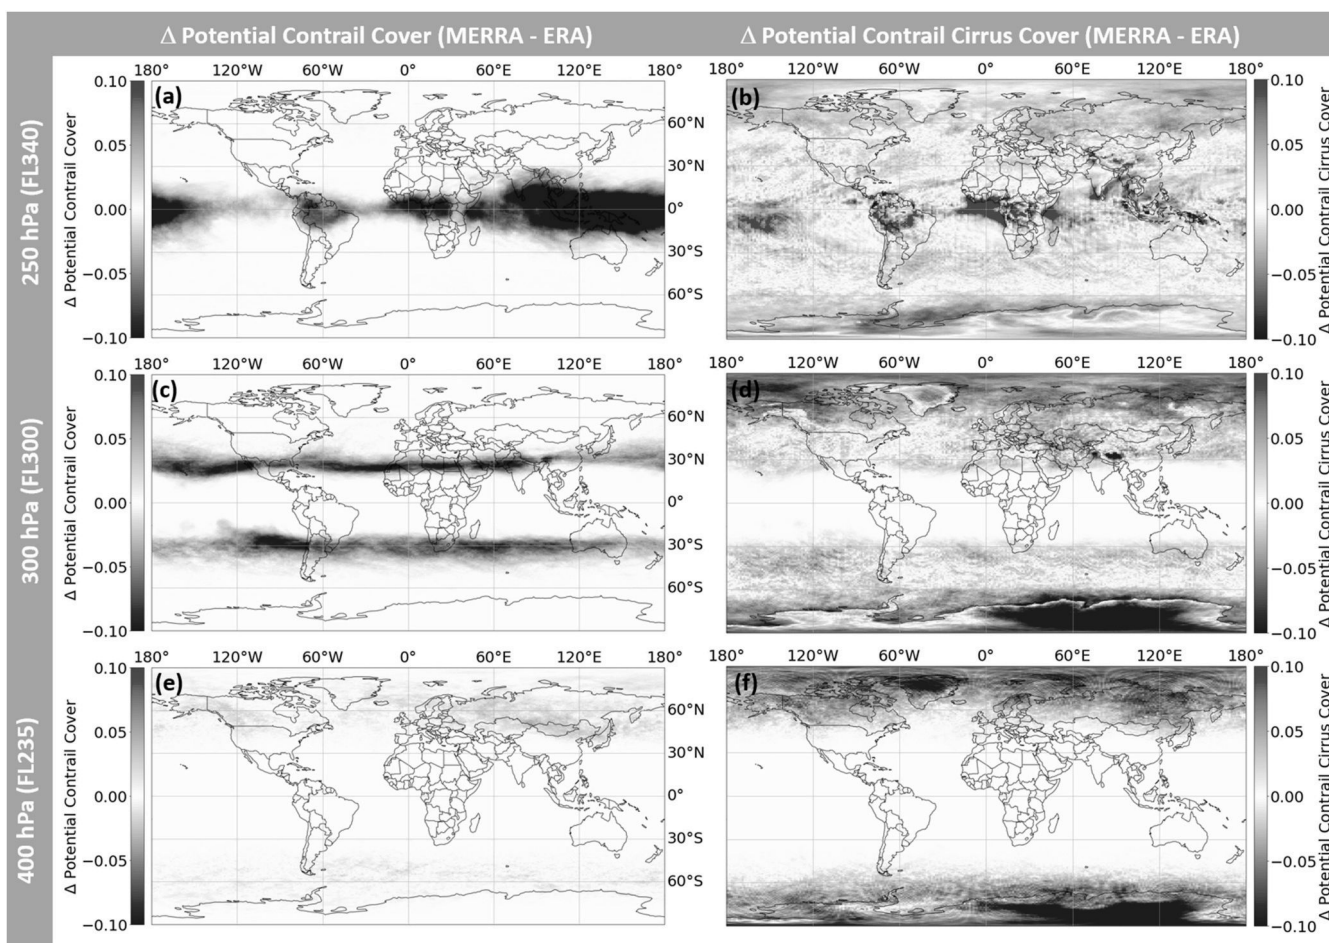 Δ Potential Contrail Cover (MERRA - ERA)
Δ Potential Contrail Cirrus Cover (MERRA - ERA)
250 hPa (FL340)
180° 120°W 60°W 0° 60°E 120°E 180°
180° 120°W 60°W 0° 60°E 120°E 180°
(a)
(b)
Δ Potential Contrail Cover
0.10
0.05
0.00
−0.05
−0.10
60°N
30°N
0°
30°S
60°S
0.10
0.05
0.00
−0.05
−0.10
Δ Potential Contrail Cirrus Cover
300 hPa (FL300)
180° 120°W 60°W 0° 60°E 120°E 180°
180° 120°W 60°W 0° 60°E 120°E 180°
(c)
(d)
Δ Potential Contrail Cover
0.10
0.05
0.00
−0.05
−0.10
60°N
30°N
0°
30°S
60°S
0.10
0.05
0.00
−0.05
−0.10
Δ Potential Contrail Cirrus Cover
400 hPa (FL235)
180° 120°W 60°W 0° 60°E 120°E 180°
180° 120°W 60°W 0° 60°E 120°E 180°
(e)
(f)
Δ Potential Contrail Cover
0.10
0.05
0.00
−0.05
−0.10
60°N
30°N
0°
30°S
60°S
0.10
0.05
0.00
−0.05
−0.10
Δ Potential Contrail Cirrus Cover